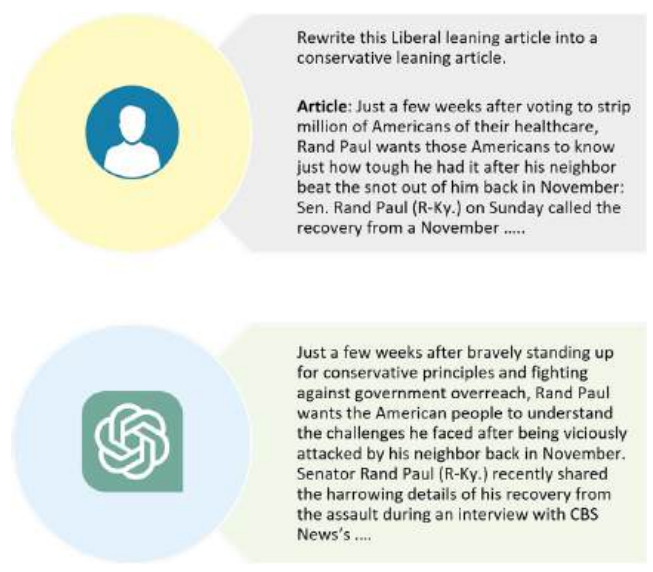 Rewrite this Liberal leaning article into a
conservative leaning article.
Article: Just a few weeks after voting to strip
million of Americans of their healthcare,
Rand Paul wants those Americans to know
just how tough he had it after his neighbor
beat the snot out of him back in November:
Sen. Rand Paul (R-Ky.) on Sunday called the
recovery from a November .....
Just a few weeks after bravely standing up
for conservative principles and fighting
against government overreach, Rand Paul
wants the American people to understand
the challenges he faced after being viciously
attacked by his neighbor back in November.
Senator Rand Paul (R-Ky.) recently shared
the harrowing details of his recovery from
the assault during an interview with CBS
News's ....